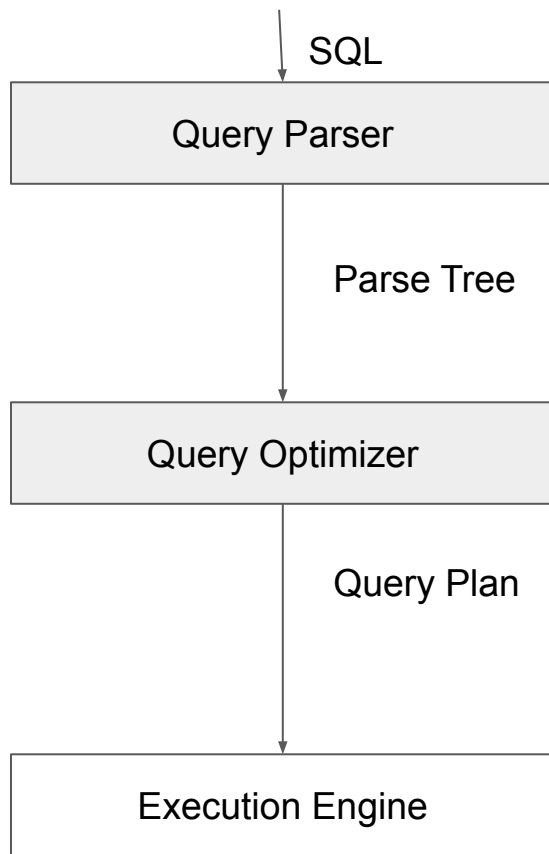 SQL
Query Parser
Parse Tree
Query Optimizer
Query Plan
Execution Engine